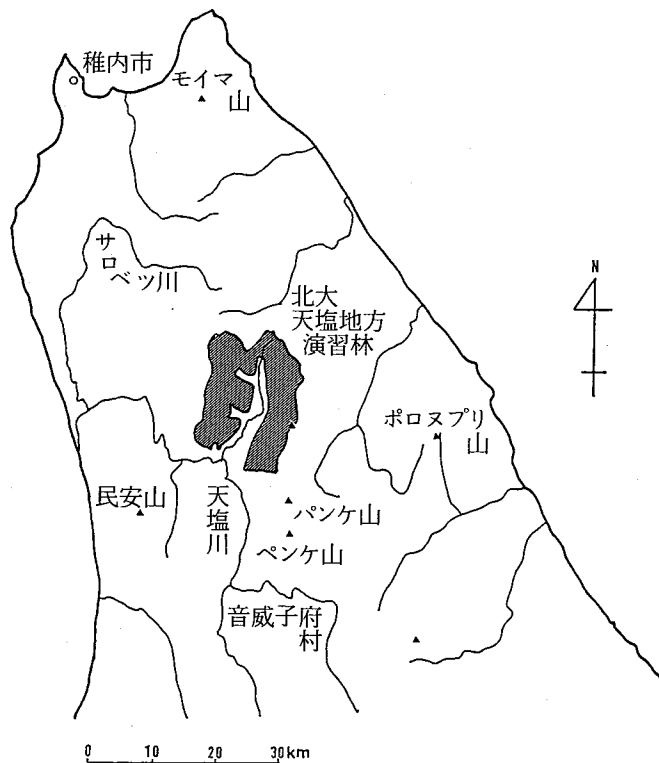 稚内市
モイマ
山
サ
ロ
ベツ川
北大
天塩地方
演習林
N
ポロヌプリ
山
民安山
天
塩
川
パンケ山
ペンケ山
音威子府
村
0 10 20 30km